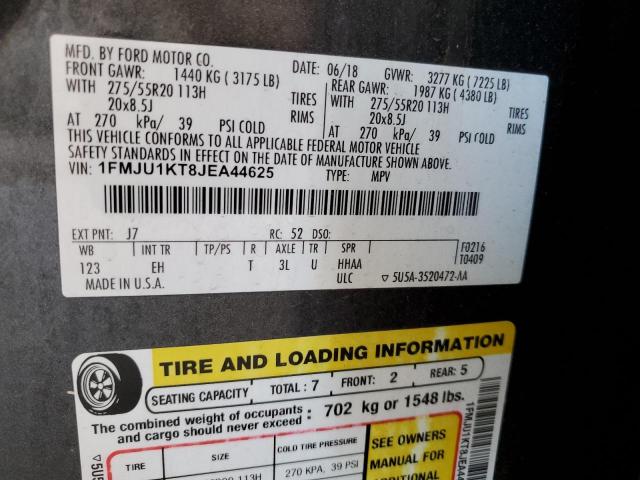 MFD. BY FORD MOTOR CO.
DATE: 06/18 GVWR: 3277 KG (7225 LB)
FRONT GAWR: 1440 KG (3175 LB) REAR GAWR: 1987 KG (4380 LB)
WITH 275/55R20 113H TIRES WITH 275/55R20 113H TIRES
20x8.5J RIMS 20x8.5J RIMS
AT 270 kPa/ 39 PSI COLD AT 270 kPa/ 39 PSI COLD
THIS VEHICLE CONFORMS TO ALL APPLICABLE FEDERAL MOTOR VEHICLE
SAFETY STANDARDS IN EFFECT ON THE DATE OF MANUFACTURE SHOWN ABOVE.
VIN: 1FMJU1KT8JEA44625 TYPE: MPV
EXT PNT: J7 RC: 52 DSO:
WB INT TR TP/PS R AXLE TR SPR F0216
123 EH T 3L U HHAA T0409
MADE IN U.S.A. ULC ▽ 5U5A-3520472-AA
TIRE AND LOADING INFORMATION
SEATING CAPACITY TOTAL: 7 FRONT: 2 REAR: 5
The combined weight of occupants
and cargo should never exceed : 702 kg or 1548 lbs.
TIRE SIZE COLD TIRE PRESSURE
270 KPA, 39 PSI
SEE OWNERS
MANUAL FOR